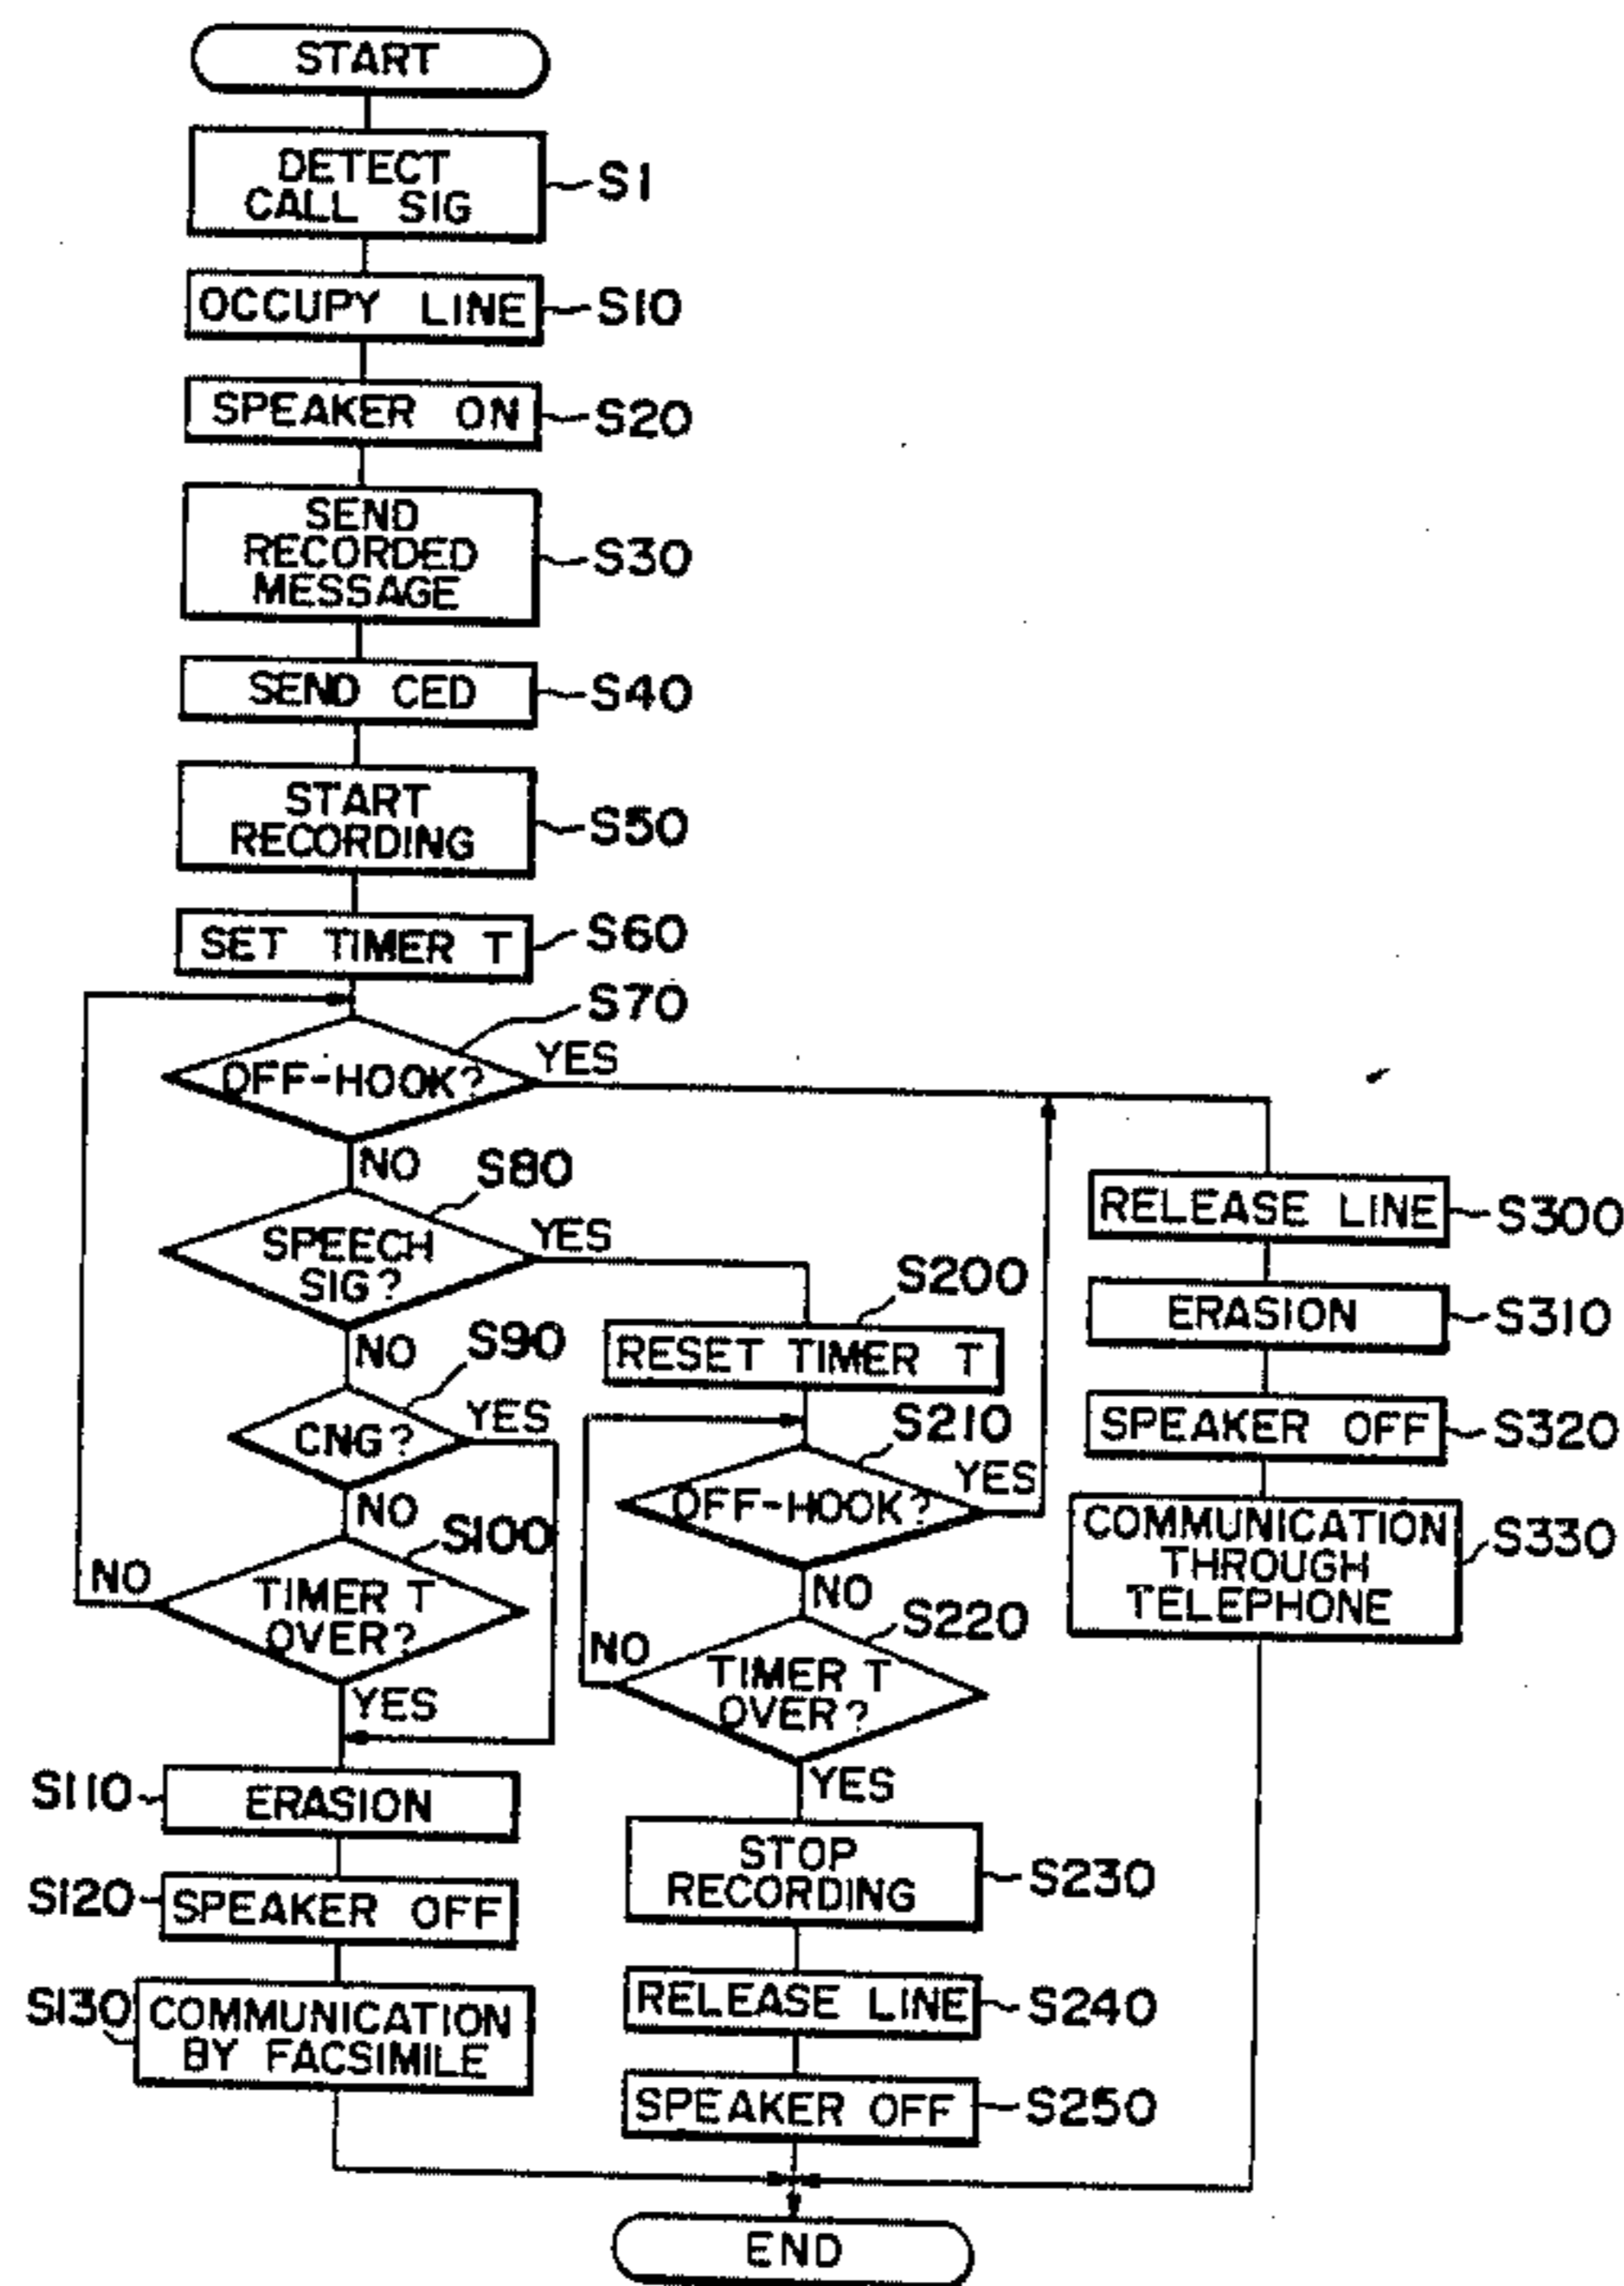 START
DETECT
CALL SIG
S1
OCCUPY LINE
S10
SPEAKER ON
S20
SEND
RECORDED
MESSAGE
S30
SEND CED
S40
START
RECORDING
S50
SET TIMER T
S60
S70
OFF-HOOK?
YES
NO
S80
SPEECH
SIG?
YES
NO
S90
CNG?
YES
NO
S100
TIMER T
OVER?
NO
YES
S110
ERASION
S120
SPEAKER OFF
S130
COMMUNICATION
BY FACSIMILE
S200
RESET TIMER T
S210
OFF-HOOK?
YES
NO
S220
TIMER T
OVER?
NO
YES
STOP
RECORDING
S230
RELEASE LINE
S240
SPEAKER OFF
S250
RELEASE LINE
S300
ERASION
S310
SPEAKER OFF
S320
COMMUNICATION
THROUGH
TELEPHONE
S330
END